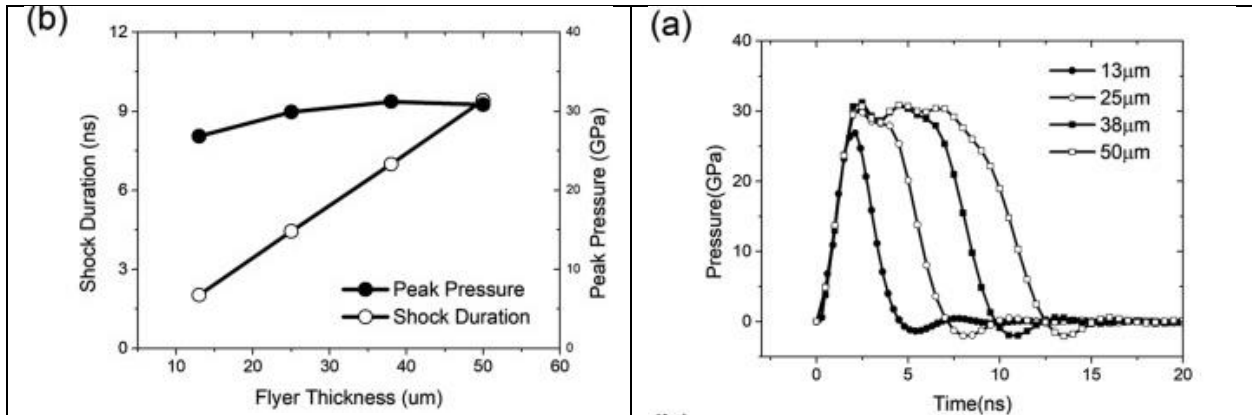 (b)
12
9
6
3
0
Shock Duration (ns)
40
30
20
10
0
Peak Pressure (GPa)
Peak Pressure
Shock Duration
10 20 30 40 50 60
Flyer Thickness (um)
(a)
40
30
20
10
0
Pressure(GPa)
13μm
25μm
38μm
50μm
0 5 10 15 20
Time(ns)